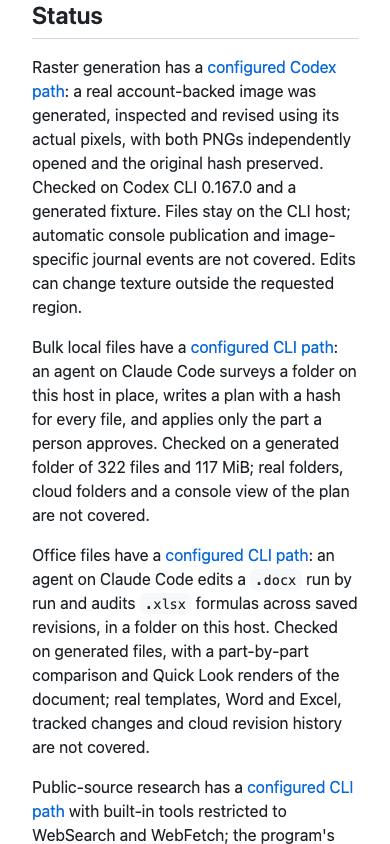 Status
Raster generation has a configured Codex
path: a real account-backed image was
generated, inspected and revised using its
actual pixels, with both PNGs independently
opened and the original hash preserved.
Checked on Codex CLI 0.167.0 and a
generated fixture. Files stay on the CLI host;
automatic console publication and image-
specific journal events are not covered. Edits
can change texture outside the requested
region.
Bulk local files have a configured CLI path:
an agent on Claude Code surveys a folder on
this host in place, writes a plan with a hash
for every file, and applies only the part a
person approves. Checked on a generated
folder of 322 files and 117 MiB; real folders,
cloud folders and a console view of the plan
are not covered.
Office files have a configured CLI path: an
agent on Claude Code edits a .docx run by
run and audits .xlsx formulas across saved
revisions, in a folder on this host. Checked
on generated files, with a part-by-part
comparison and Quick Look renders of the
document; real templates, Word and Excel,
tracked changes and cloud revision history
are not covered.
Public-source research has a configured CLI
path with built-in tools restricted to
WebSearch and WebFetch; the program's